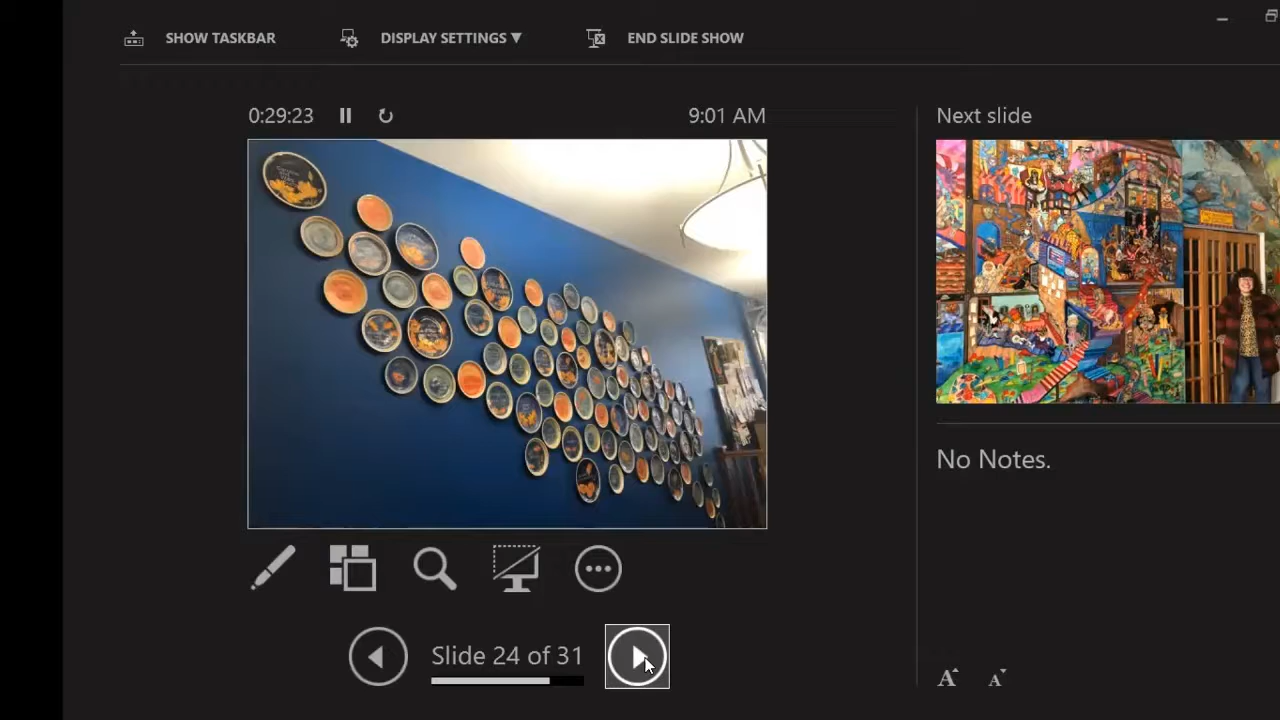 SHOW TASKBAR
DISPLAY SETTINGS ▼
END SLIDE SHOW
0:29:23
9:01 AM
Next slide
No Notes.
Slide 24 of 31
A
A